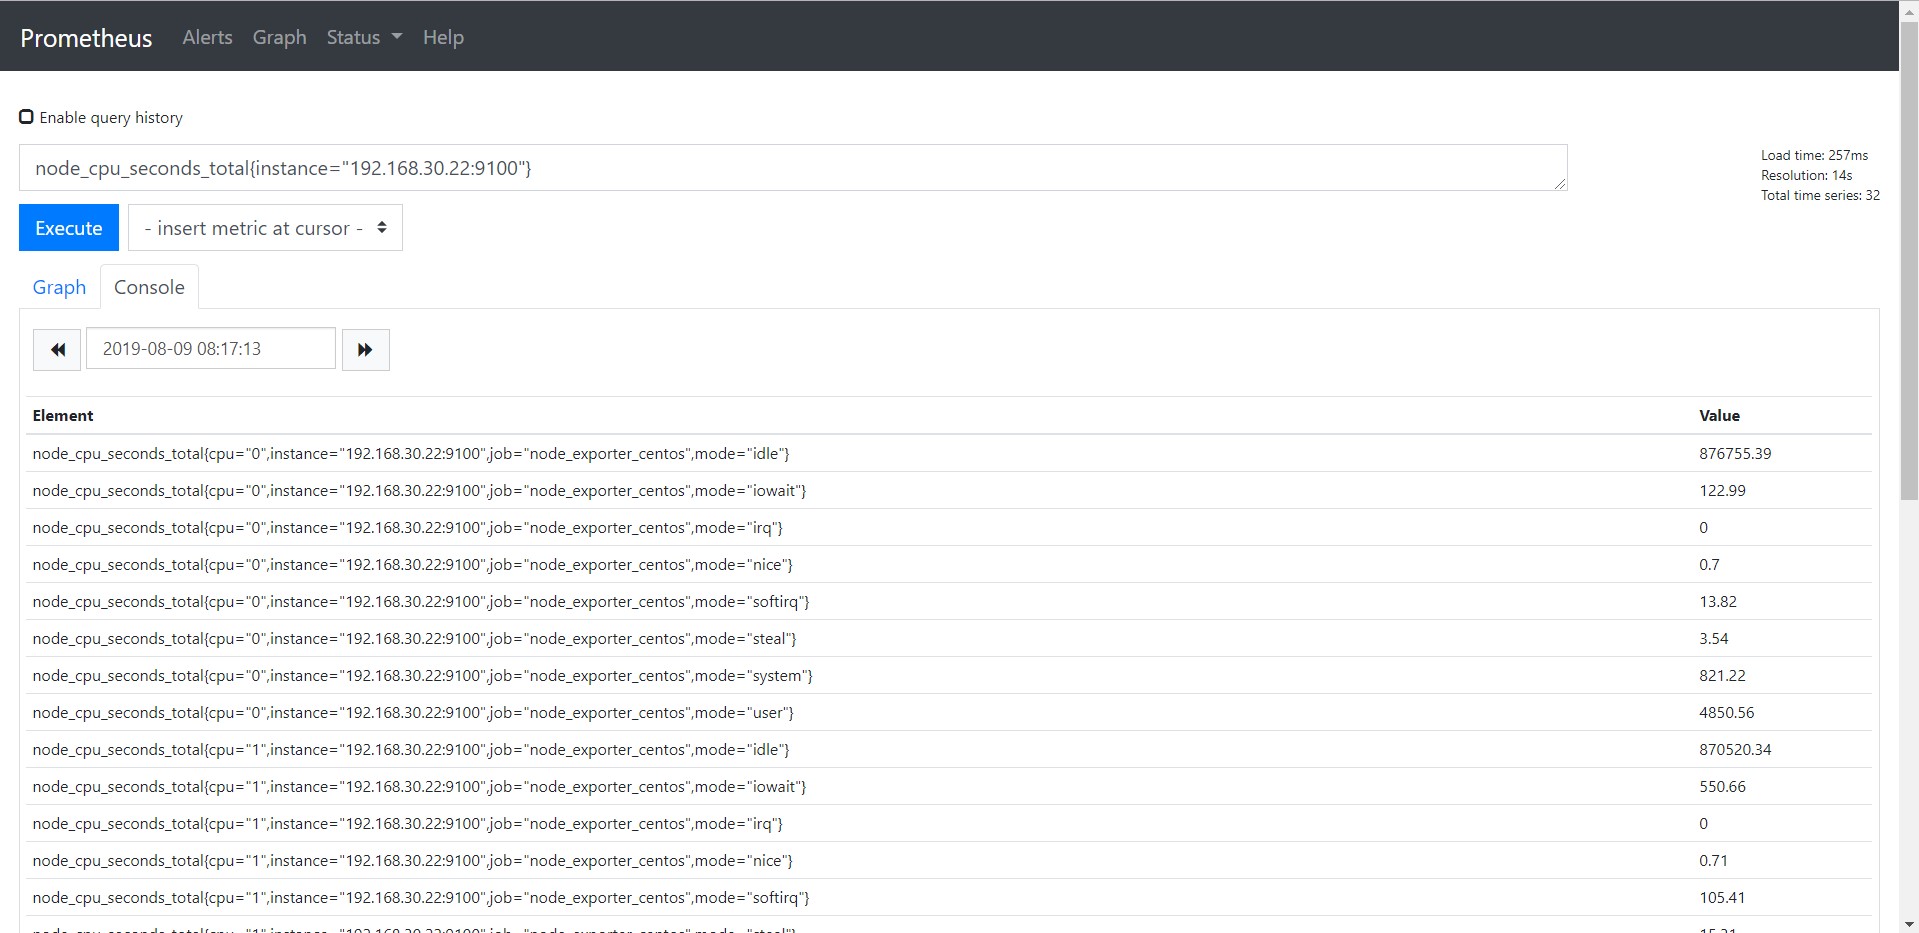 Prometheus Alerts Graph Status Help
Enable query history
node_cpu_seconds_total{instance="192.168.30.22:9100"}
Load time: 257ms
Resolution: 14s
Total time series: 32
Execute - insert metric at cursor -
Graph Console
2019-08-09 08:17:13
Element Value
node_cpu_seconds_total{cpu="0",instance="192.168.30.22:9100",job="node_exporter_centos",mode="idle"} 876755.39
node_cpu_seconds_total{cpu="0",instance="192.168.30.22:9100",job="node_exporter_centos",mode="iowait"} 122.99
node_cpu_seconds_total{cpu="0",instance="192.168.30.22:9100",job="node_exporter_centos",mode="irq"} 0
node_cpu_seconds_total{cpu="0",instance="192.168.30.22:9100",job="node_exporter_centos",mode="nice"} 0.7
node_cpu_seconds_total{cpu="0",instance="192.168.30.22:9100",job="node_exporter_centos",mode="softirq"} 13.82
node_cpu_seconds_total{cpu="0",instance="192.168.30.22:9100",job="node_exporter_centos",mode="steal"} 3.54
node_cpu_seconds_total{cpu="0",instance="192.168.30.22:9100",job="node_exporter_centos",mode="system"} 821.22
node_cpu_seconds_total{cpu="0",instance="192.168.30.22:9100",job="node_exporter_centos",mode="user"} 4850.56
node_cpu_seconds_total{cpu="1",instance="192.168.30.22:9100",job="node_exporter_centos",mode="idle"} 870520.34
node_cpu_seconds_total{cpu="1",instance="192.168.30.22:9100",job="node_exporter_centos",mode="iowait"} 550.66
node_cpu_seconds_total{cpu="1",instance="192.168.30.22:9100",job="node_exporter_centos",mode="irq"} 0
node_cpu_seconds_total{cpu="1",instance="192.168.30.22:9100",job="node_exporter_centos",mode="nice"} 0.71
node_cpu_seconds_total{cpu="1",instance="192.168.30.22:9100",job="node_exporter_centos",mode="softirq"} 105.41